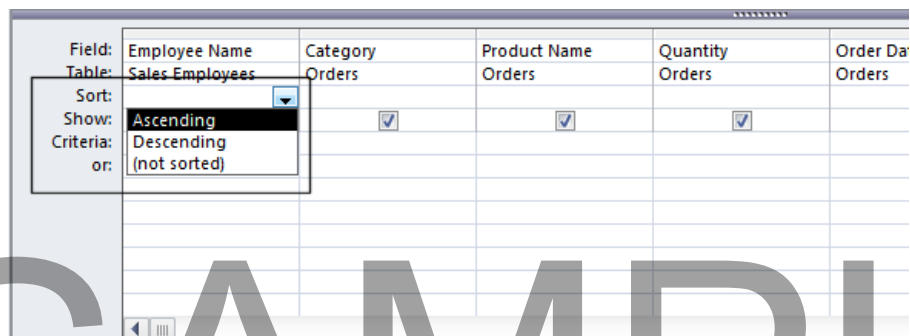 Field: Employee Name Category Product Name Quantity Order Dat
Table: Sales Employees Orders Orders Orders Orders
Sort:
Show: Ascending
Criteria: Descending
or: (not sorted)